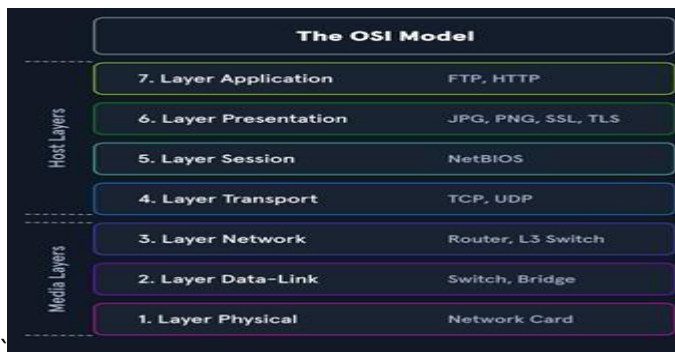 The OSI Model
Host Layers
7. Layer Application FTP, HTTP
6. Layer Presentation JPG, PNG, SSL, TLS
5. Layer Session NetBIOS
4. Layer Transport TCP, UDP
Media Layers
3. Layer Network Router, L3 Switch
2. Layer Data-Link Switch, Bridge
1. Layer Physical Network Card